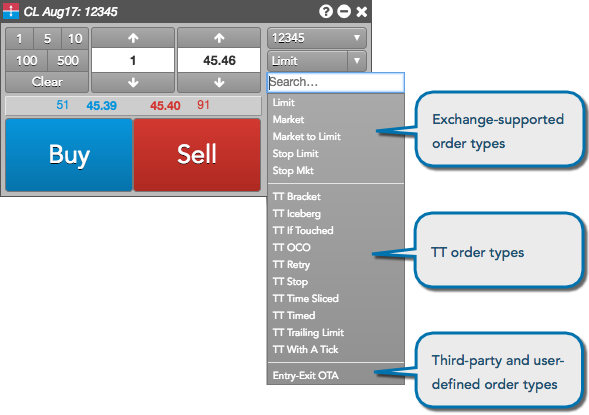 CL Aug17: 12345
1 5 10
100 500
Clear
1
45.46
12345
Limit
51 45.39 45.40 91
Buy Sell
Search...
Limit
Market
Market to Limit
Stop Limit
Stop Mkt
TT Bracket
TT Iceberg
TT If Touched
TT OCO
TT Retry
TT Stop
TT Time Sliced
TT Timed
TT Trailing Limit
TT With A Tick
Entry-Exit OTA
Exchange-supported
order types
TT order types
Third-party and user-
defined order types